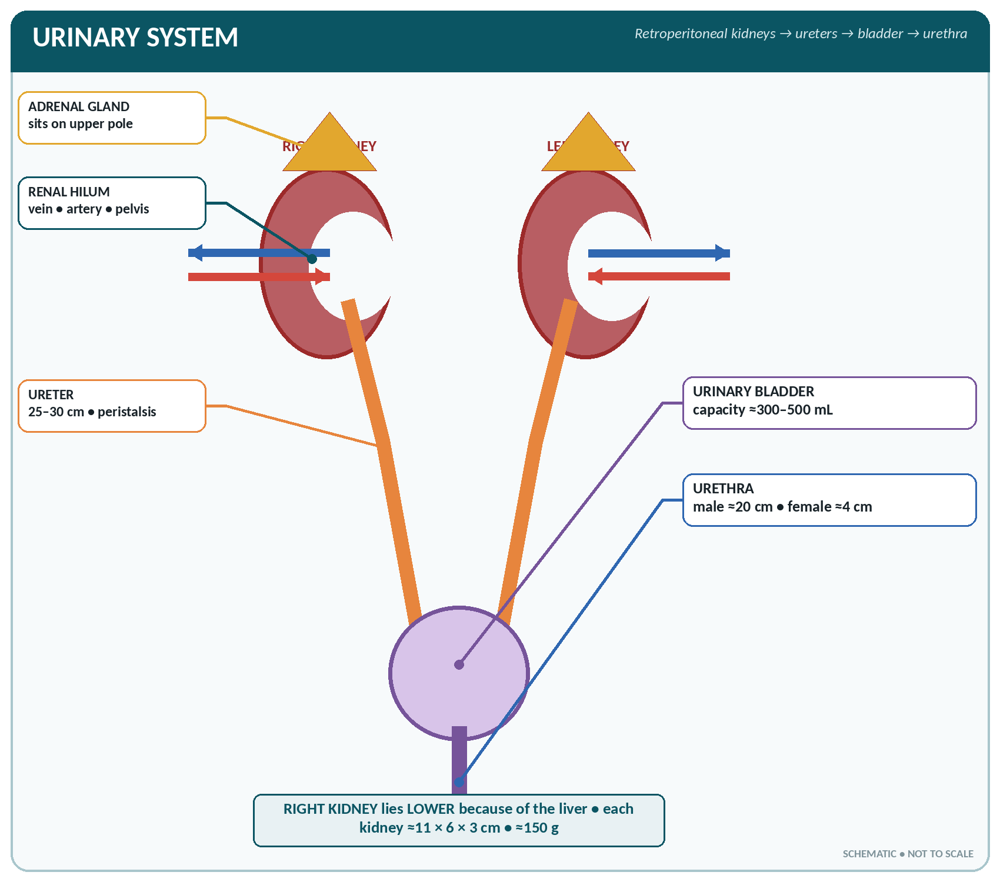 URINARY SYSTEM
Retroperitoneal kidneys → ureters → bladder → urethra
ADRENAL GLAND
sits on upper pole
RENAL HILUM
vein • artery • pelvis
URETER
25–30 cm • peristalsis
URINARY BLADDER
capacity ≈300–500 mL
URETHRA
male ≈20 cm • female ≈4 cm
RIGHT KIDNEY lies LOWER because of the liver • each
kidney ≈11 × 6 × 3 cm • ≈150 g
SCHEMATIC • NOT TO SCALE